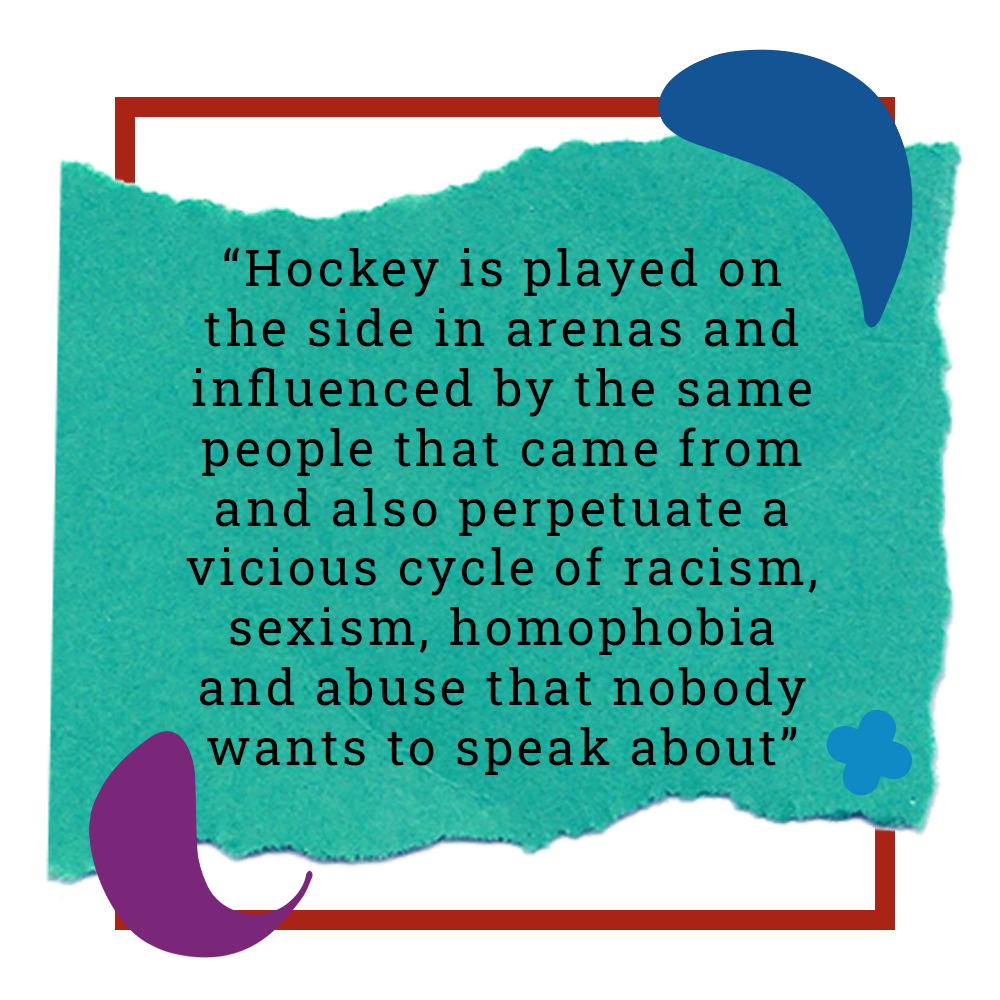 “Hockey is played on
the side in arenas and
influenced by the same
people that came from
and also perpetuate a
vicious cycle of racism,
sexism, homophobia
and abuse that nobody
wants to speak about”